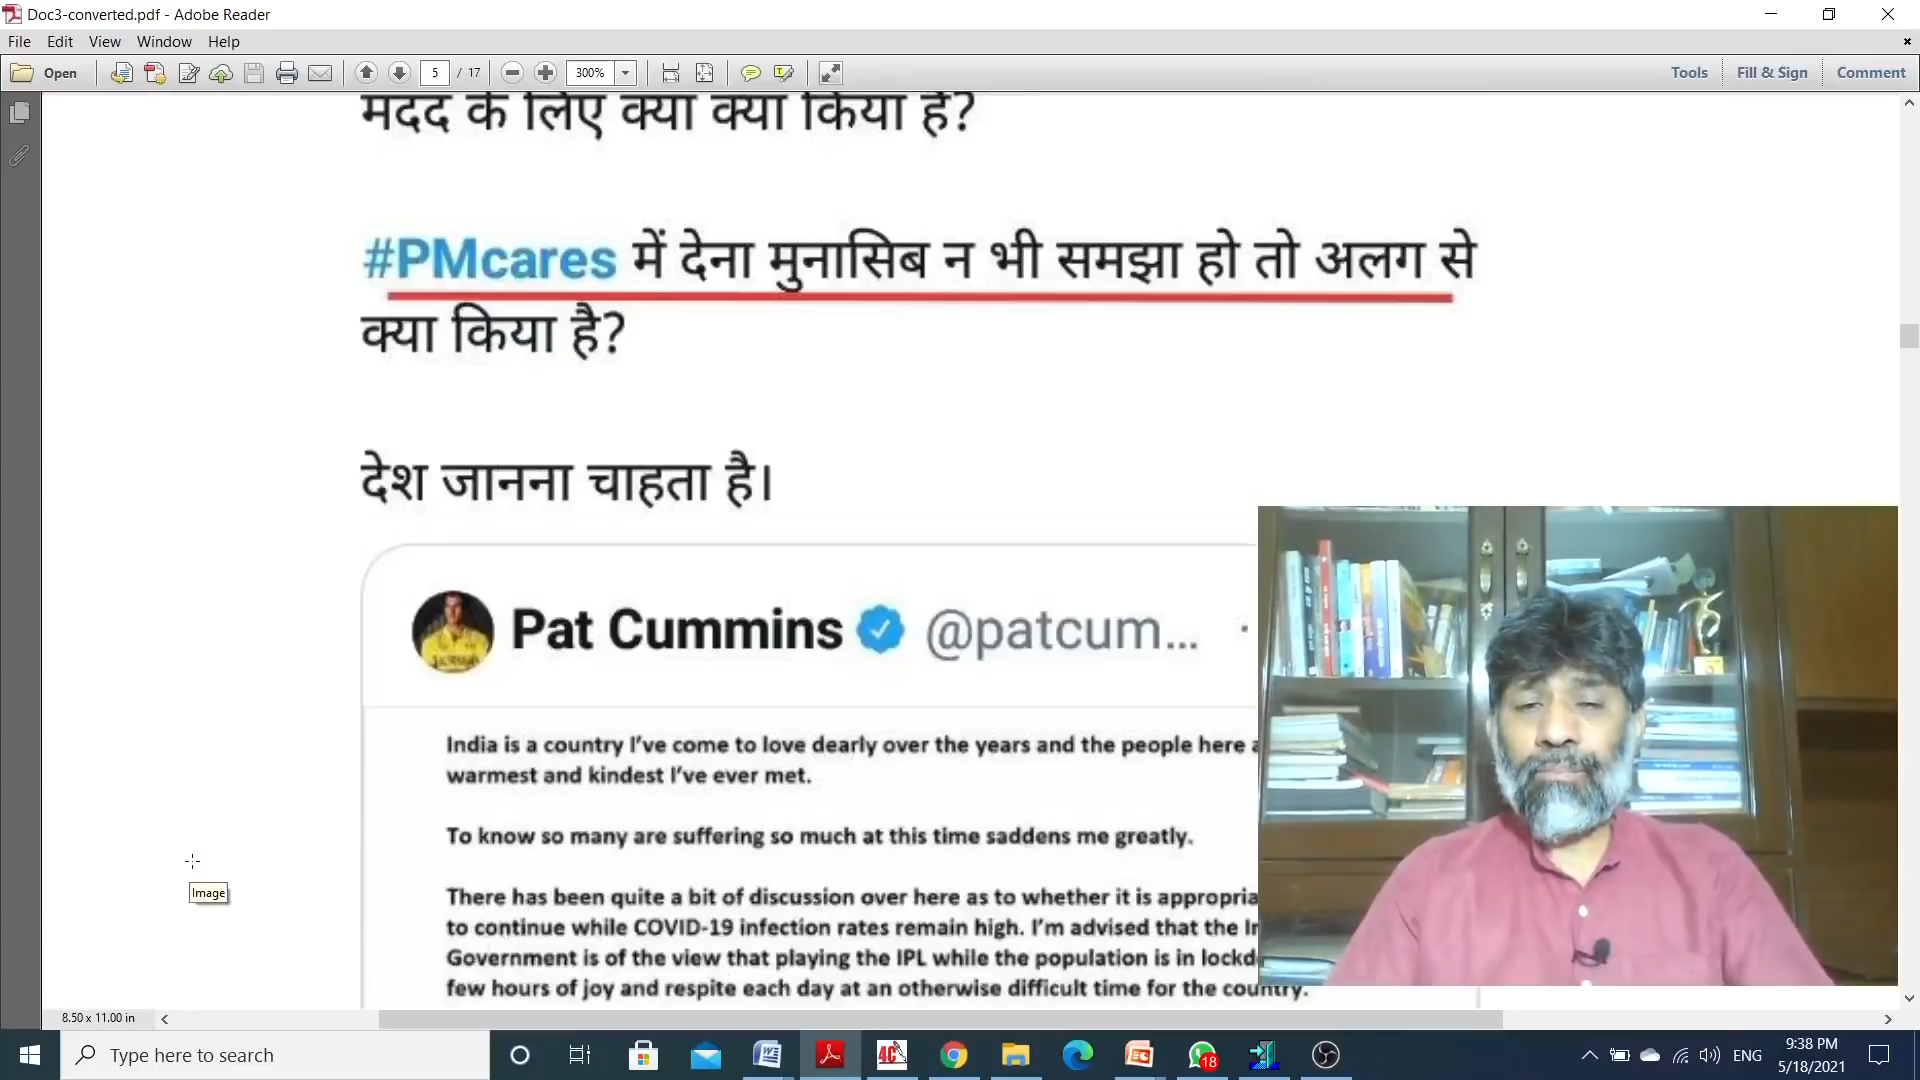 Doc3-converted.pdf - Adobe Reader
File Edit View Window Help
Open 5 / 17 300% Tools Fill & Sign Comment
मदद के लिए क्या क्या किया है?
#PMcares में देना मुनासिब न भी समझा हो तो अलग से
क्या किया है?
देश जानना चाहता है।
Pat Cummins @patcum... ·
India is a country I've come to love dearly over the years and the people here
warmest and kindest I've ever met.
To know so many are suffering so much at this time saddens me greatly.
There has been quite a bit of discussion over here as to whether it is appropria
to continue while COVID-19 infection rates remain high. I'm advised that the
Government is of the view that playing the IPL while the population is in lockd
few hours of joy and respite each day at an otherwise difficult time for the country.
Image
8.50 x 11.00 in
Type here to search
18
ENG
9:38 PM
5/18/2021